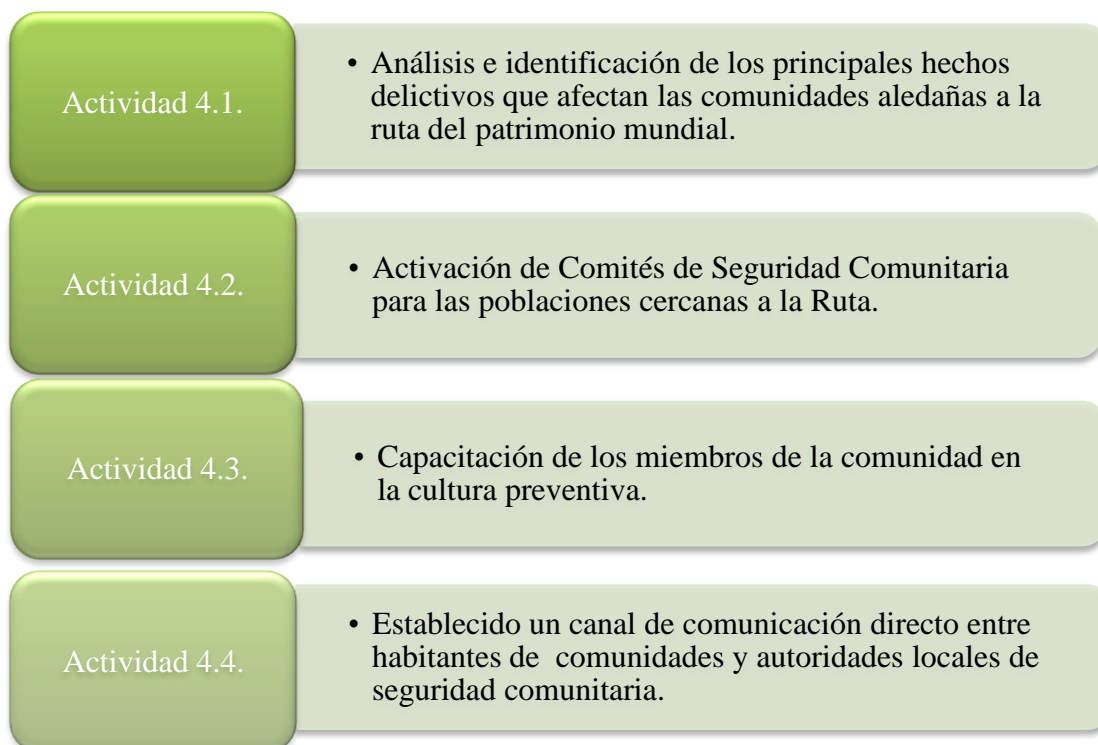 Actividad 4.1.
• Análisis e identificación de los principales hechos
delictivos que afectan las comunidades aledañas a la
ruta del patrimonio mundial.
Actividad 4.2.
• Activación de Comités de Seguridad Comunitaria
para las poblaciones cercanas a la Ruta.
Actividad 4.3.
• Capacitación de los miembros de la comunidad en
la cultura preventiva.
Actividad 4.4.
• Establecido un canal de comunicación directo entre
habitantes de  comunidades y autoridades locales de
seguridad comunitaria.